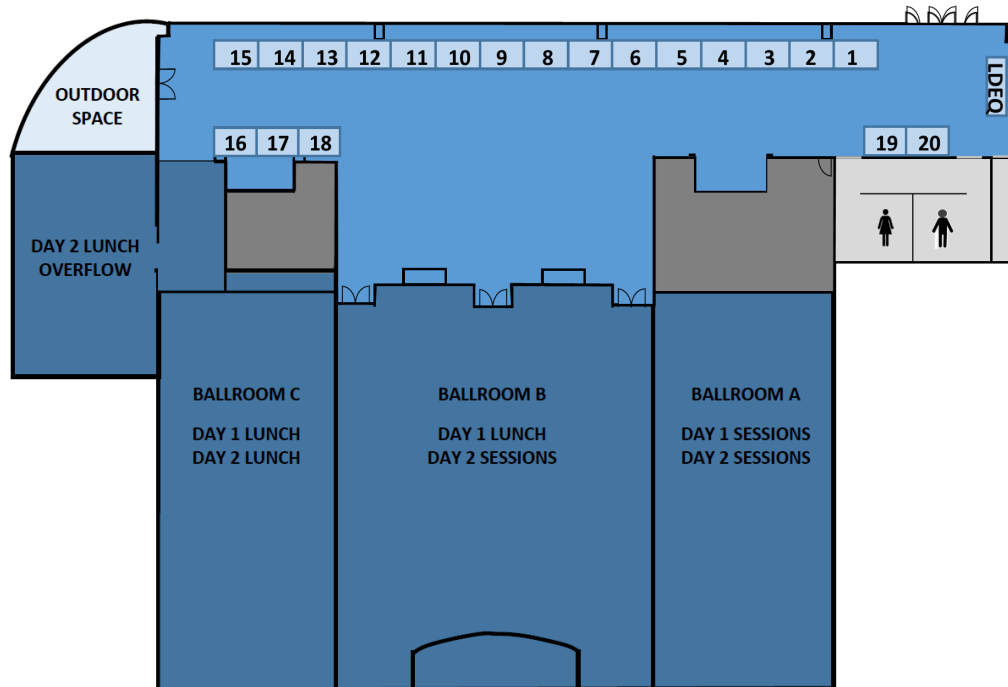 15 14 13 12 11 10 9 8 7 6 5 4 3 2 1
LDEQ
OUTDOOR
SPACE
16 17 18
19 20
DAY 2 LUNCH
OVERFLOW
BALLROOM C
DAY 1 LUNCH
DAY 2 LUNCH
BALLROOM B
DAY 1 LUNCH
DAY 2 SESSIONS
BALLROOM A
DAY 1 SESSIONS
DAY 2 SESSIONS